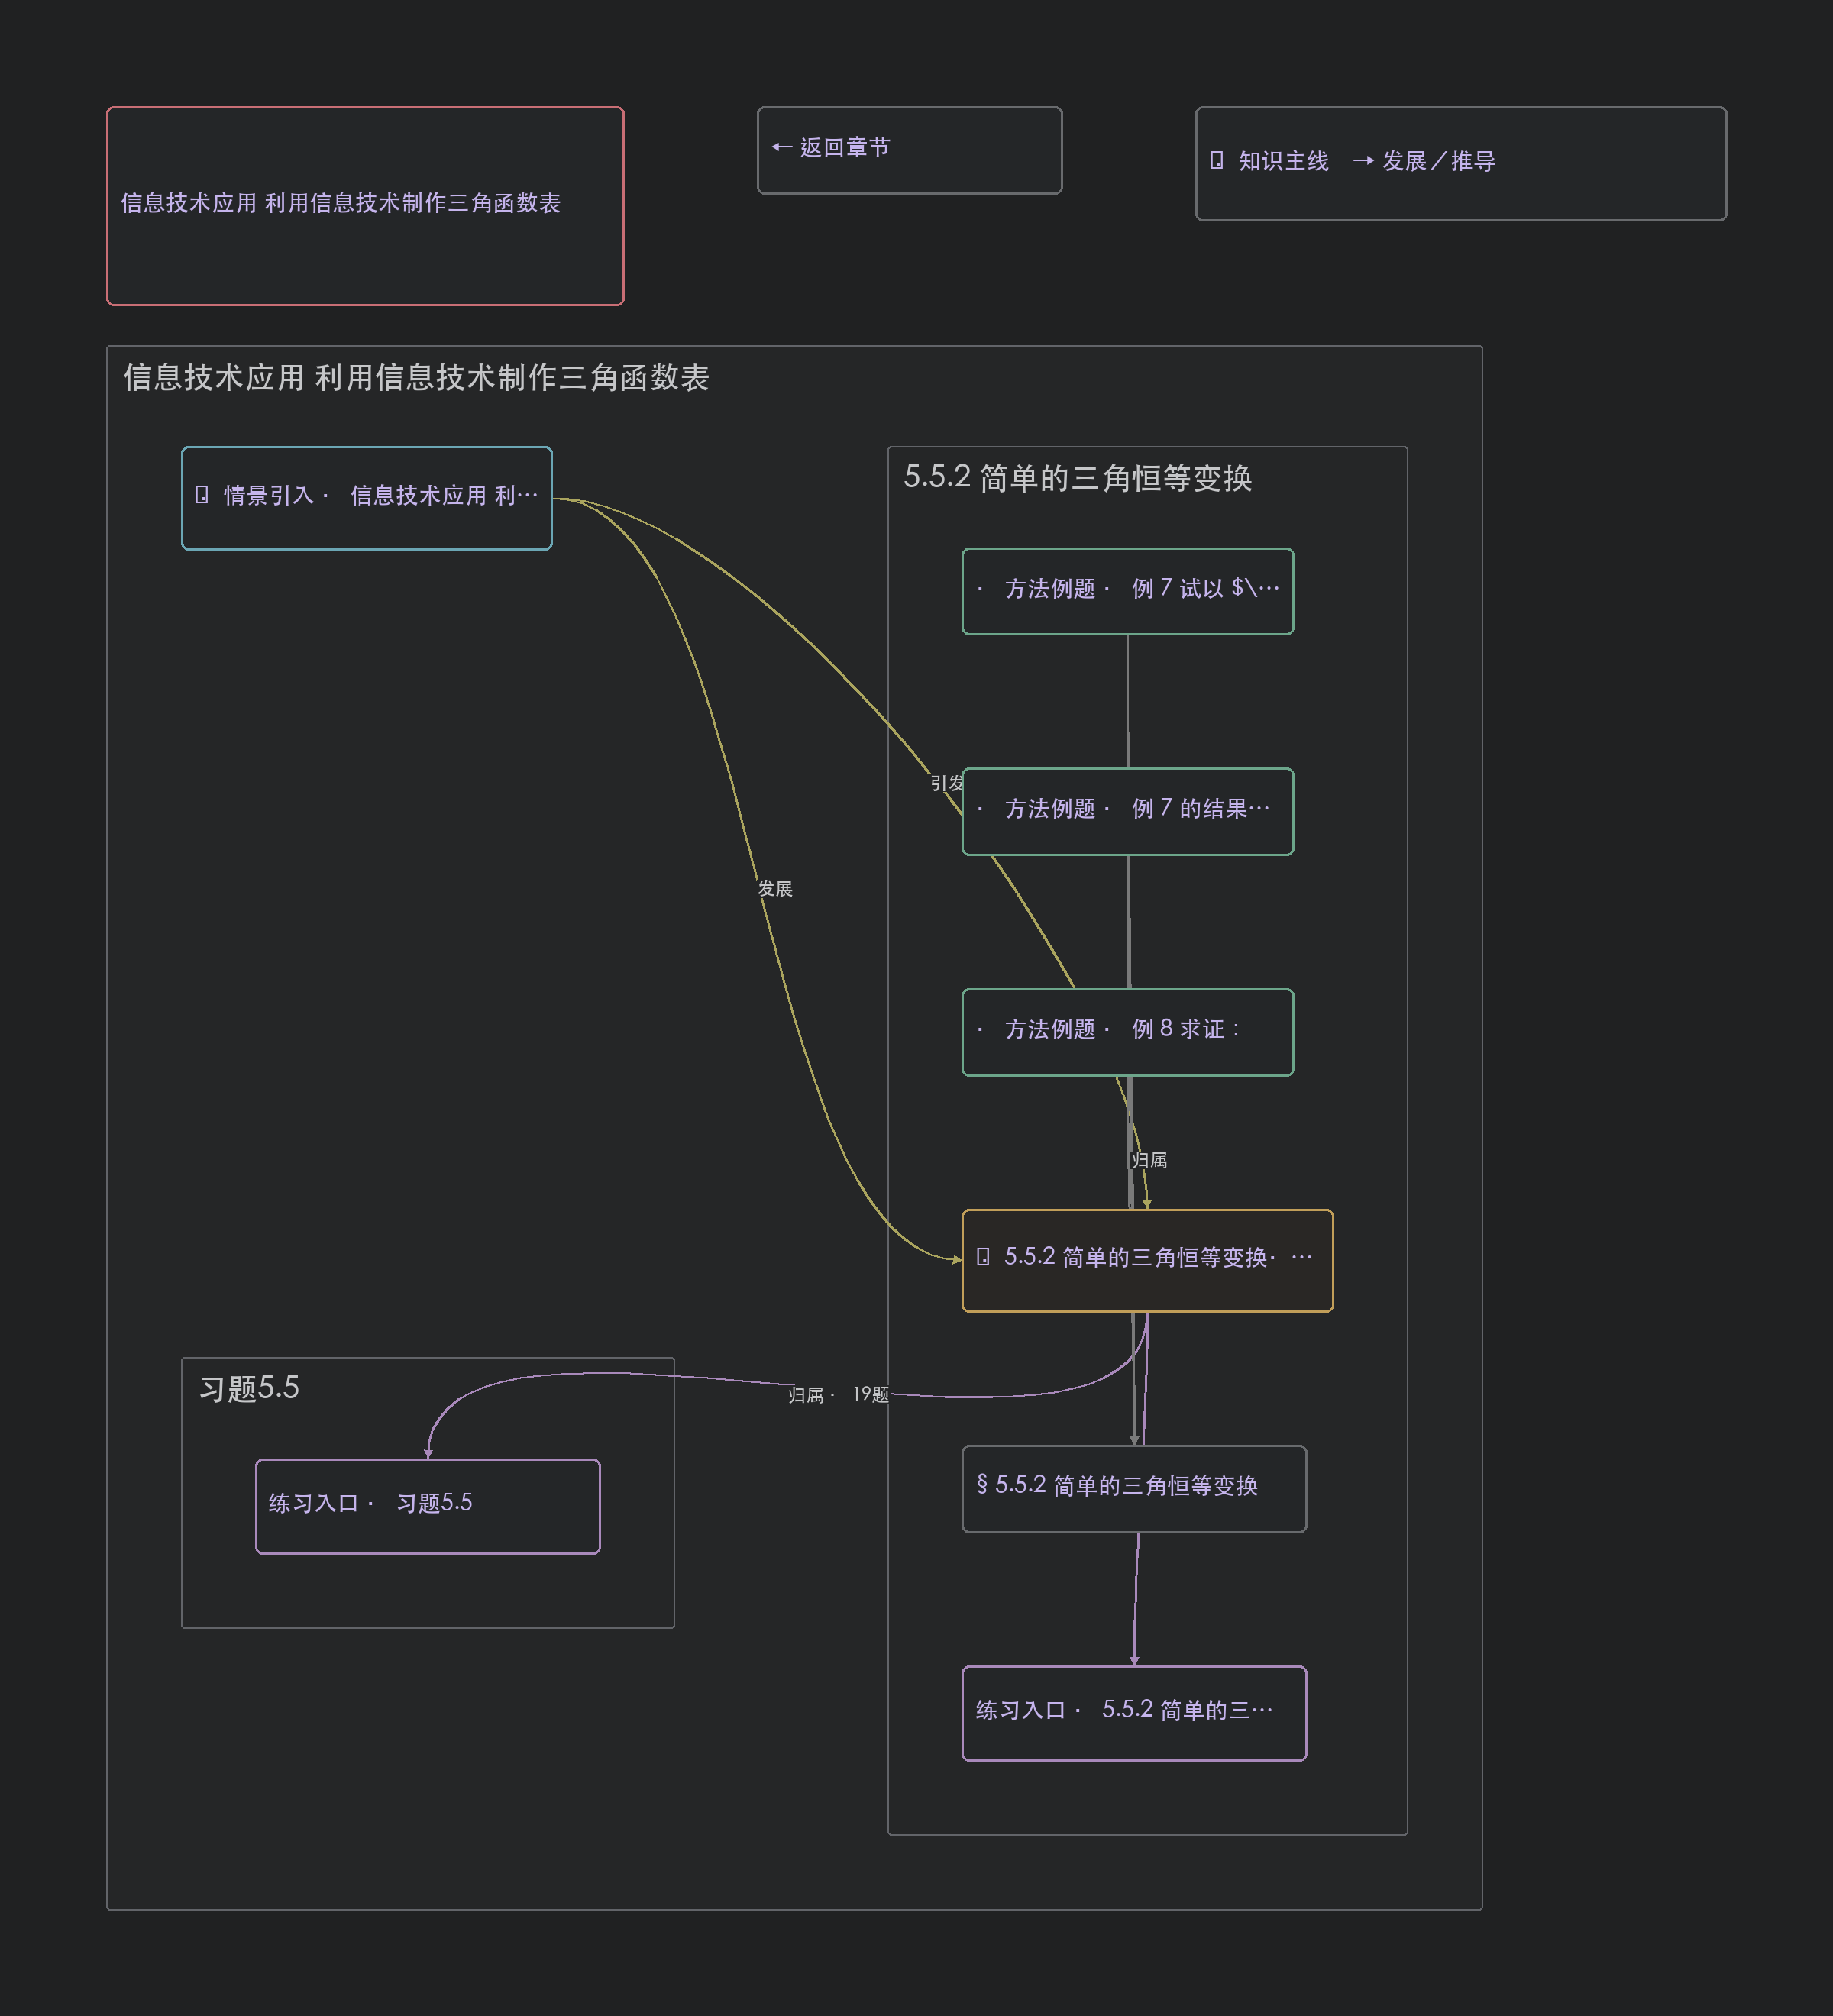 信息技术应用 利用信息技术制作三角函数表
← 返回章节
知识主线 → 发展／推导
信息技术应用 利用信息技术制作三角函数表
情景引入 · 信息技术应用 利…
5.5.2 简单的三角恒等变换
· 方法例题 · 例 7 试以 $\…
引发
· 方法例题 · 例 7 的结果…
发展
· 方法例题 · 例 8 求证：
归属
5.5.2 简单的三角恒等变换· …
习题5.5
归属 · 19题
§ 5.5.2 简单的三角恒等变换
练习入口 · 习题5.5
练习入口 · 5.5.2 简单的三…